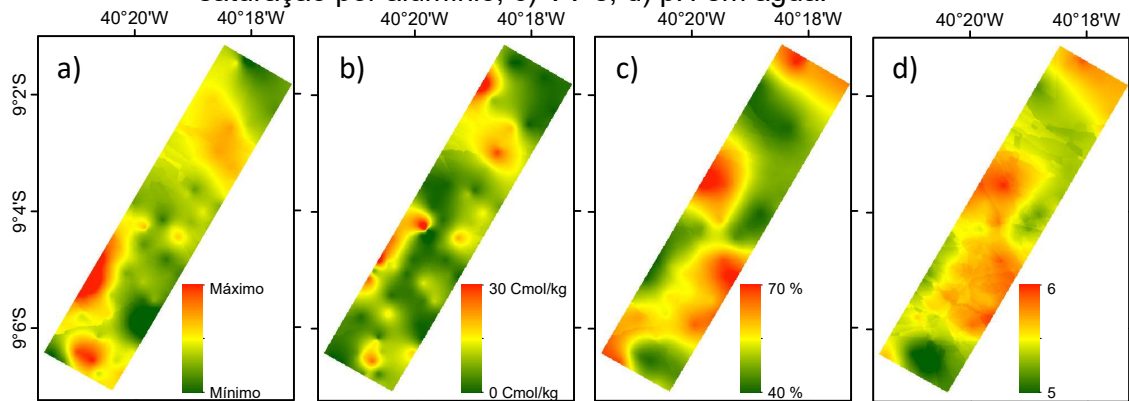 saturação por alumínio; c) d) pH em água.
40°20'W 40°18'W 40°20'W 40°18'W 40°20'W 40°18'W 40°20'W 40°18'W
a) b) c) d)
9°2'S
9°4'S
9°6'S
Máximo 30 Cmol/kg 70 % 6
Mínimo 0 Cmol/kg 40 % 5